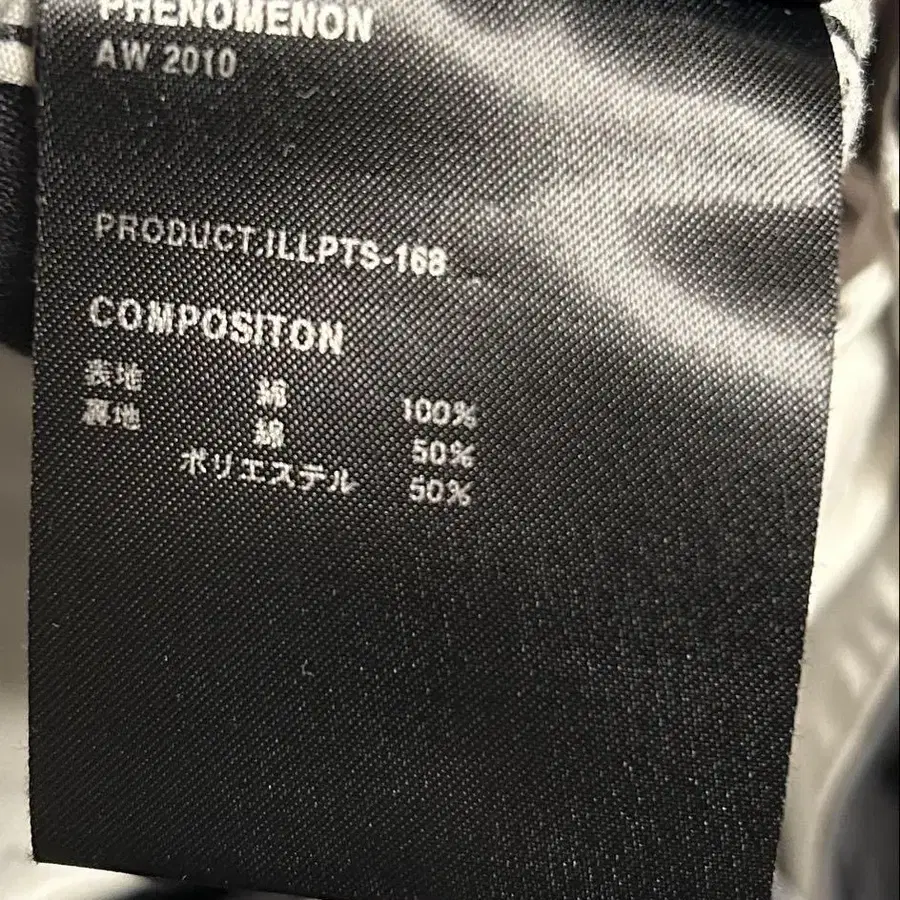 PHENOMENON
AW 2010
PRODUCT.ILLPTS-168
COMPOSITON
表地 綿 100%
裏地 綿 50%
ポリエステル 50%